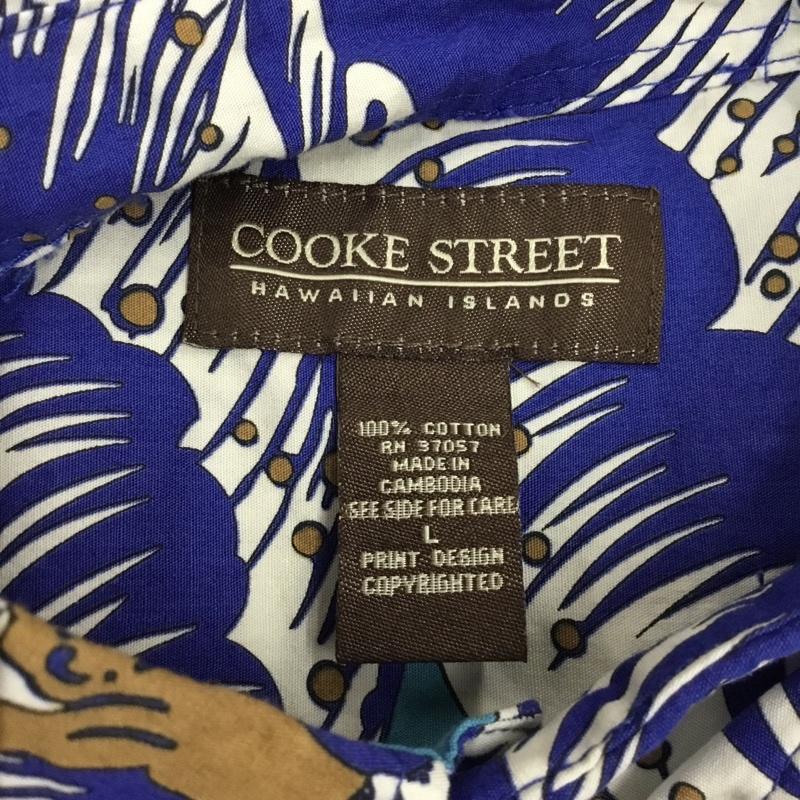 COOKE STREET
HAWAIIAN ISLANDS
100% COTTON
RN 37057
MADE IN
CAMBODIA
SEE SIDE FOR CARE
L
PRINT DESIGN
COPYRIGHTED